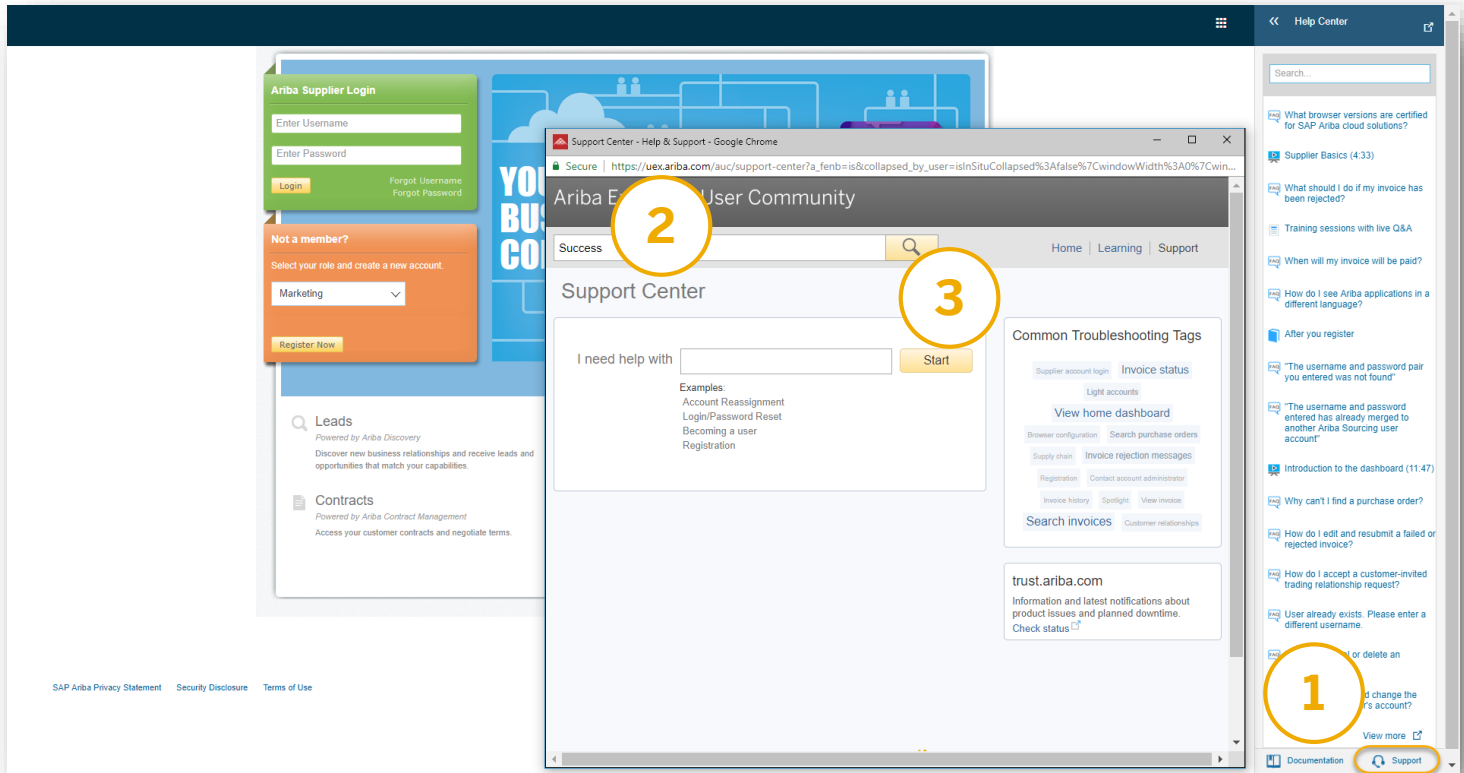 Help Center
Search...
What browser versions are certified
for SAP Ariba cloud solutions?
Supplier Basics (4:33)
What should I do if my invoice has
been rejected?
Training sessions with live Q&A
When will my invoice will be paid?
How do I see Ariba applications in a
different language?
After you register
"The username and password pair
you entered was not found"
"The username and password
entered has already merged to
another Ariba Sourcing user
account"
Introduction to the dashboard (11:47)
Why can't I find a purchase order?
How do I edit and resubmit a failed or
rejected invoice?
How do I accept a customer-invited
trading relationship request?
User already exists. Please enter a
different username.
or delete an
1
change the
account?
View more
Documentation
Support
Ariba Supplier Login
Enter Username
Enter Password
Login
Forgot Username
Forgot Password
Not a member?
Select your role and create a new account.
Marketing
Register Now
Leads
Powered by Ariba Discovery
Discover new business relationships and receive leads and
opportunities that match your capabilities.
Contracts
Powered by Ariba Contract Management
Access your customer contracts and negotiate terms.
SAP Ariba Privacy Statement Security Disclosure Terms of Use
Support Center - Help & Support - Google Chrome
Secure | https://uex.ariba.com/auc/support-center?a_fenb=is&collapsed_by_user=isInSituCollapsed%3Afalse%7CwindowWidth%3A0%7Cwin...
Ariba User Community
2
Success
Home | Learning | Support
Support Center
3
I need help with
Start
Examples:
Account Reassignment
Login/Password Reset
Becoming a user
Registration
Common Troubleshooting Tags
Supplier account login Invoice status
Light accounts
View home dashboard
Browser configuration Search purchase orders
Supply chain Invoice rejection messages
Registration Contact account administrator
Invoice history Spotlight View invoice
Search invoices Customer relationships
trust.ariba.com
Information and latest notifications about
product issues and planned downtime.
Check status